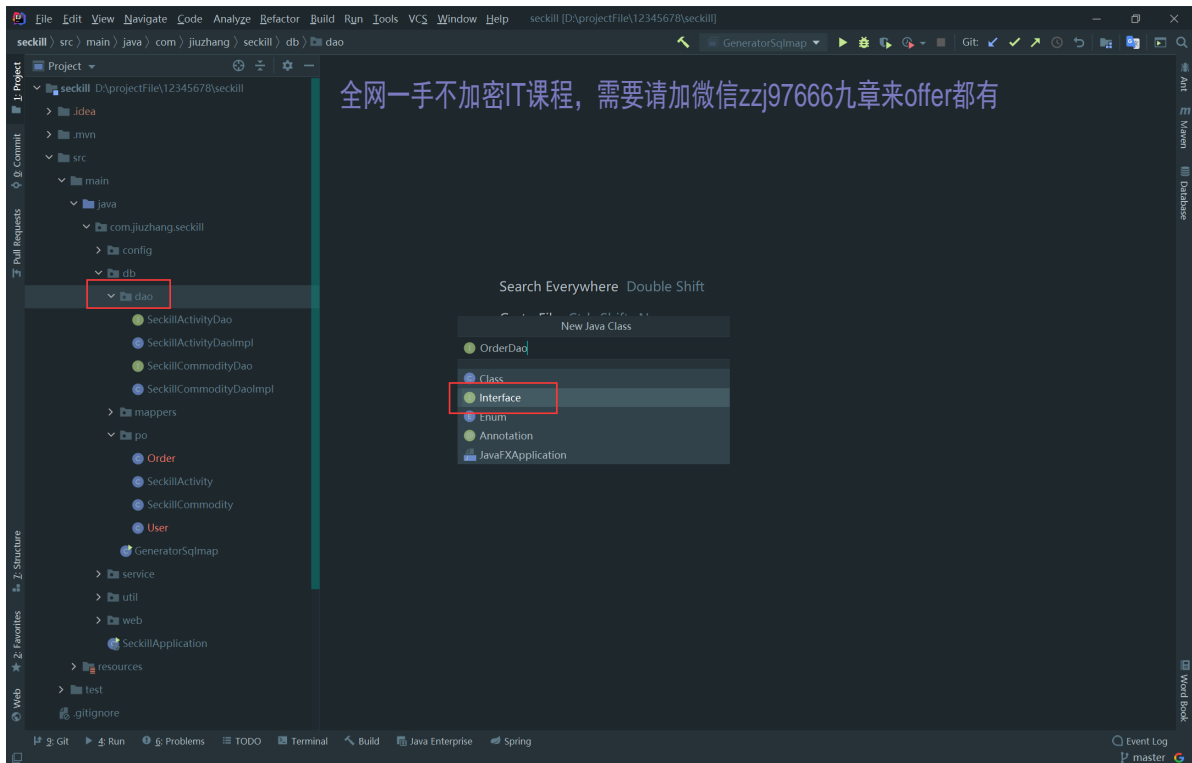 File Edit View Navigate Code Analyze Refactor Build Run Tools VCS Window Help seckill [D:\projectFile\12345678\seckill]
seckill 〉 src 〉 main 〉 java 〉 com 〉 jiuzhang 〉 seckill 〉 db 〉 dao
GeneratorSqlmap
Git:
Project
seckill D:\projectFile\12345678\seckill
.idea
.mvn
src
main
java
com.jiuzhang.seckill
config
db
dao
SeckillActivityDao
SeckillActivityDaoImpl
SeckillCommodityDao
SeckillCommodityDaoImpl
mappers
po
Order
SeckillActivity
SeckillCommodity
User
GeneratorSqlmap
service
util
web
SeckillApplication
resources
test
.gitignore
全网一手不加密IT课程，需要请加微信zzj97666九章来offer都有
Search Everywhere Double Shift
New Java Class
OrderDao
Class
Interface
Enum
Annotation
JavaFXApplication
1: Project
0: Commit
Pull Requests
7: Structure
2: Favorites
Web
Ant
Maven
Database
Word Book
9: Git 4: Run 6: Problems TODO Terminal Build Java Enterprise Spring
Event Log
master